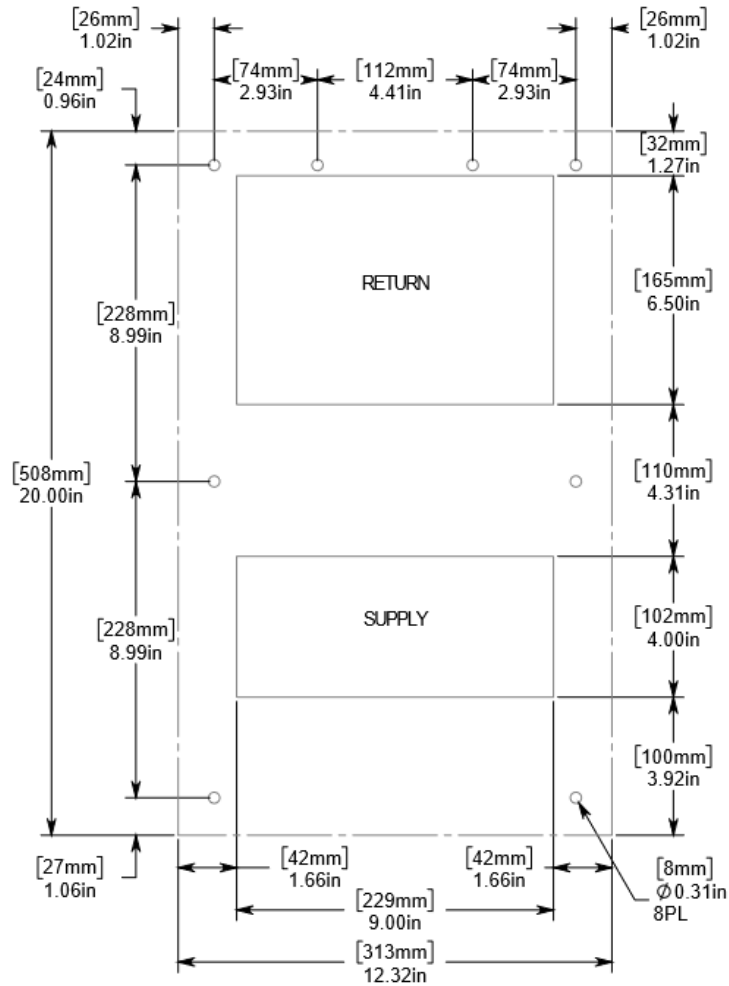 [26mm]
1.02in
[26mm]
1.02in
[24mm]
0.96in
[74mm]
2.93in
[112mm]
4.41in
[74mm]
2.93in
[32mm]
1.27in
RETURN
[165mm]
6.50in
[228mm]
8.99in
[508mm]
20.00in
[110mm]
4.31in
SUPPLY
[102mm]
4.00in
[228mm]
8.99in
[100mm]
3.92in
[27mm]
1.06in
[42mm]
1.66in
[42mm]
1.66in
[8mm]
Ø0.31in
8PL
[229mm]
9.00in
[313mm]
12.32in